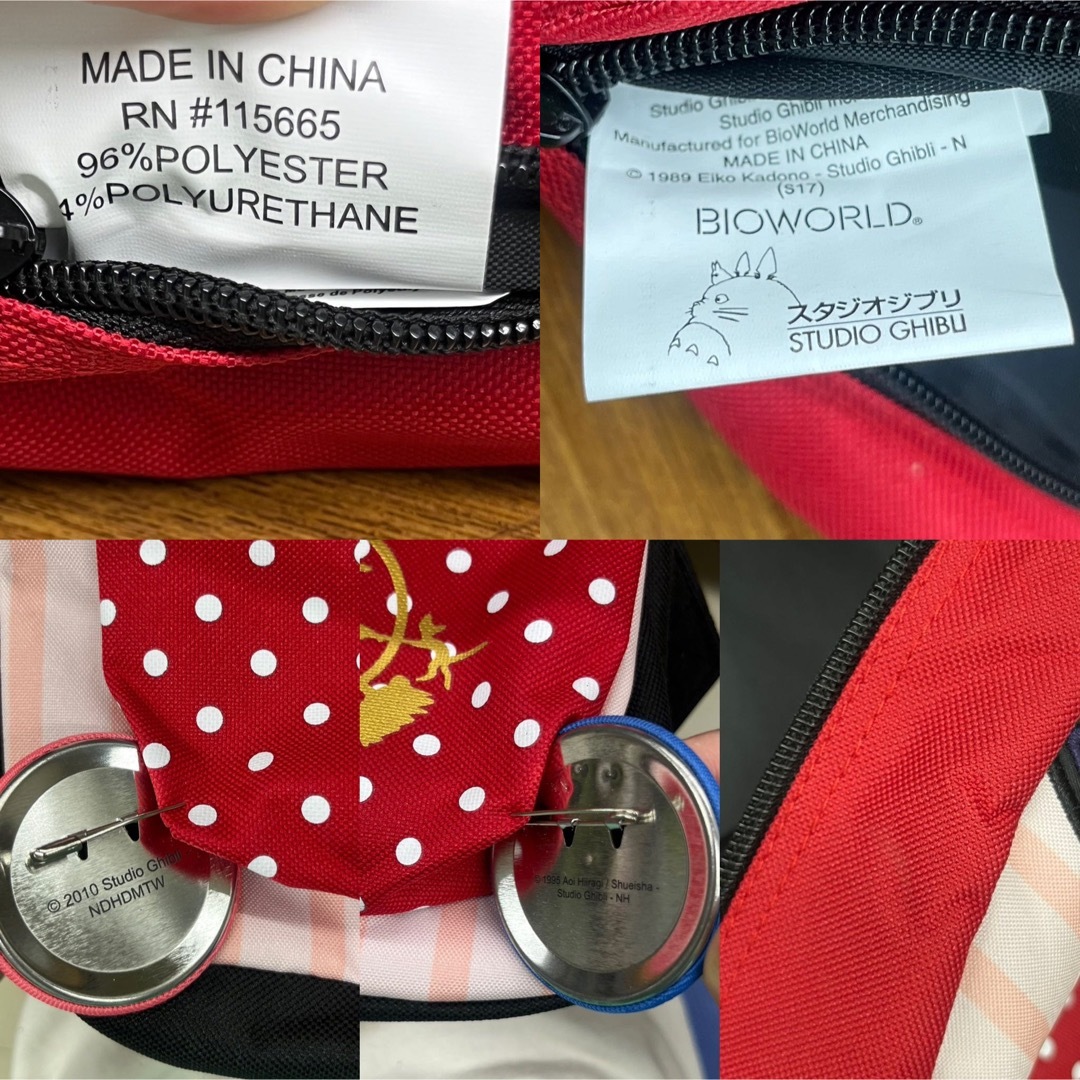 MADE IN CHINA
RN #115665
96%POLYESTER
4%POLYURETHANE
Studio Ghibli Inc.
Manufactured for BioWorld Merchandising
MADE IN CHINA
© 1989 Eiko Kadono - Studio Ghibli - N
(S17)
BIOWORLD®
スタジオジブリ
STUDIO GHIBLI
© 2010 Studio Ghibli
NDHDMTW
© 1995 Aoi Hiiragi / Shueisha -
Studio Ghibli - NH